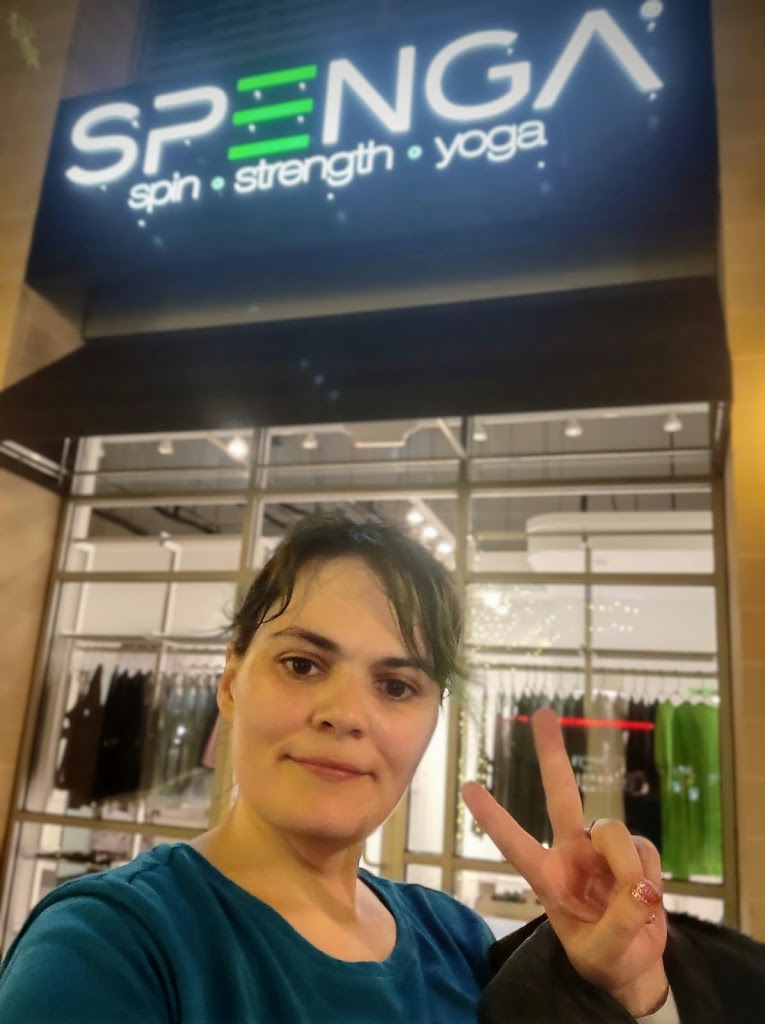 SPENGA
spin • strength • yoga